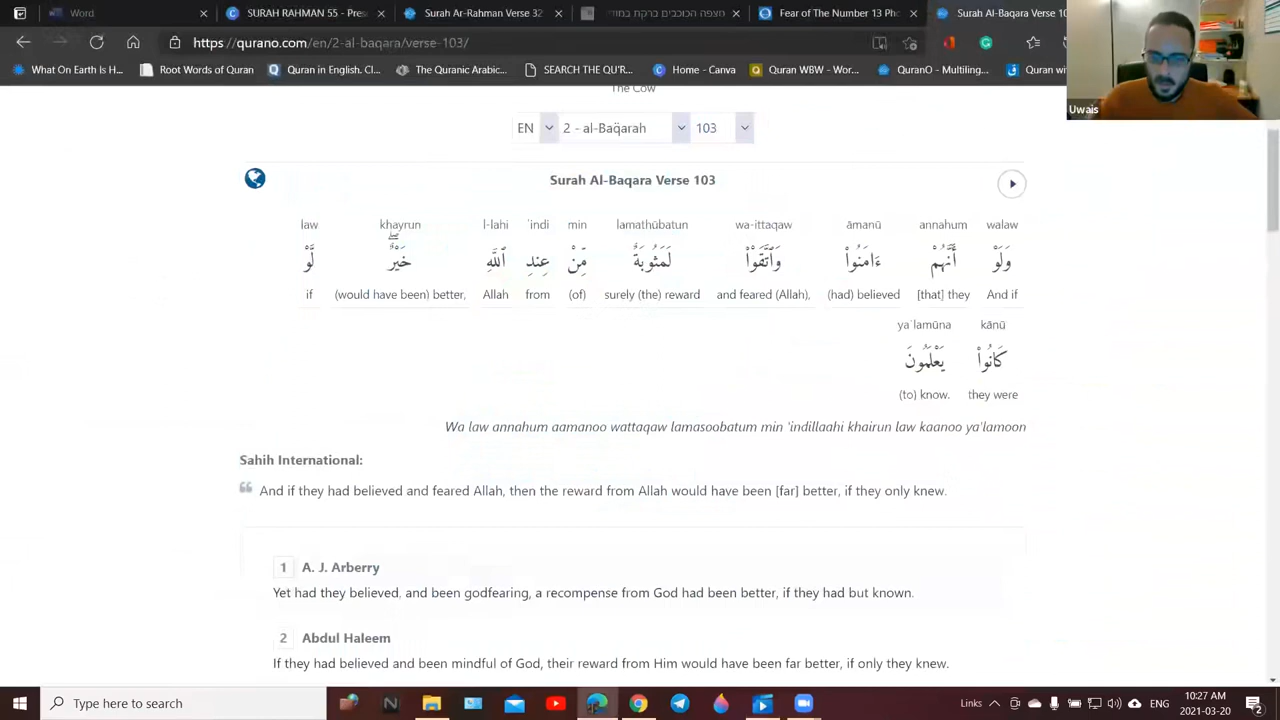 Word
SURAH RAHMAN 55 - Pres
Surah Ar-Rahman Verse 32
Fear of The Number 13 Pho
Surah Al-Baqara Verse 10
https://qurano.com/en/2-al-baqara/verse-103/
What On Earth Is H...
Root Words of Quran
Quran in English. Cl...
The Quranic Arabic...
SEARCH THE QU'R...
Home - Canva
Quran WBW - Wor...
QuranO - Multiling...
Quran wi
Uwais
The Cow
EN
2 - al-Baq̈arah
103
Surah Al-Baqara Verse 103
law khayrun l-lahi ʿindi min lamathūbatun wa-ittaqaw āmanū annahum walaw
وَلَوْ أَنَّهُمْ ءَامَنُوا۟ وَٱتَّقَوْا۟ لَمَثُوبَةٌ مِّنْ عِندِ ٱللَّهِ خَيْرٌ ۖ لَّوْ
if (would have been) better, Allah from (of) surely (the) reward and feared (Allah), (had) believed [that] they And if
yaʿlamūna kānū
كَانُوا۟ يَعْلَمُونَ
(to) know. they were
Wa law annahum aamanoo wattaqaw lamasoobatum min 'indillaahi khairun law kaanoo ya'lamoon
Sahih International:
And if they had believed and feared Allah, then the reward from Allah would have been [far] better, if they only knew.
1 A. J. Arberry
Yet had they believed, and been godfearing, a recompense from God had been better, if they had but known.
2 Abdul Haleem
If they had believed and been mindful of God, their reward from Him would have been far better, if only they knew.
Type here to search
Links
ENG
10:27 AM
2021-03-20
2